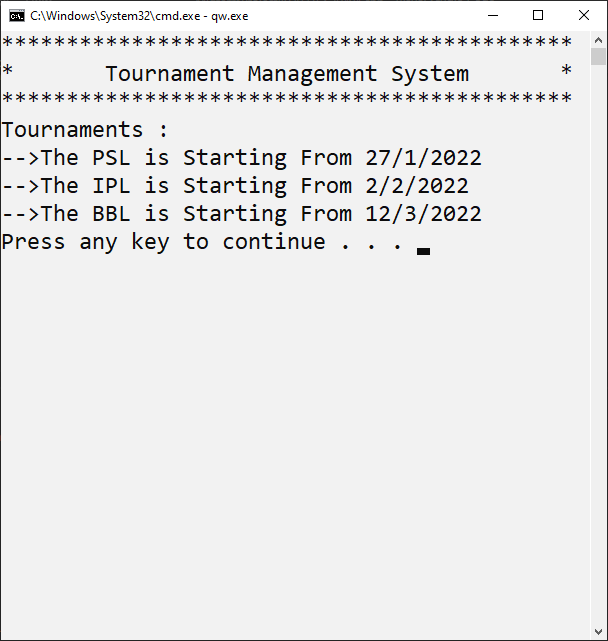 C:\Windows\System32\cmd.exe - qw.exe
********************************************
*       Tournament Management System       *
********************************************
Tournaments :
-->The PSL is Starting From 27/1/2022
-->The IPL is Starting From 2/2/2022
-->The BBL is Starting From 12/3/2022
Press any key to continue . . .